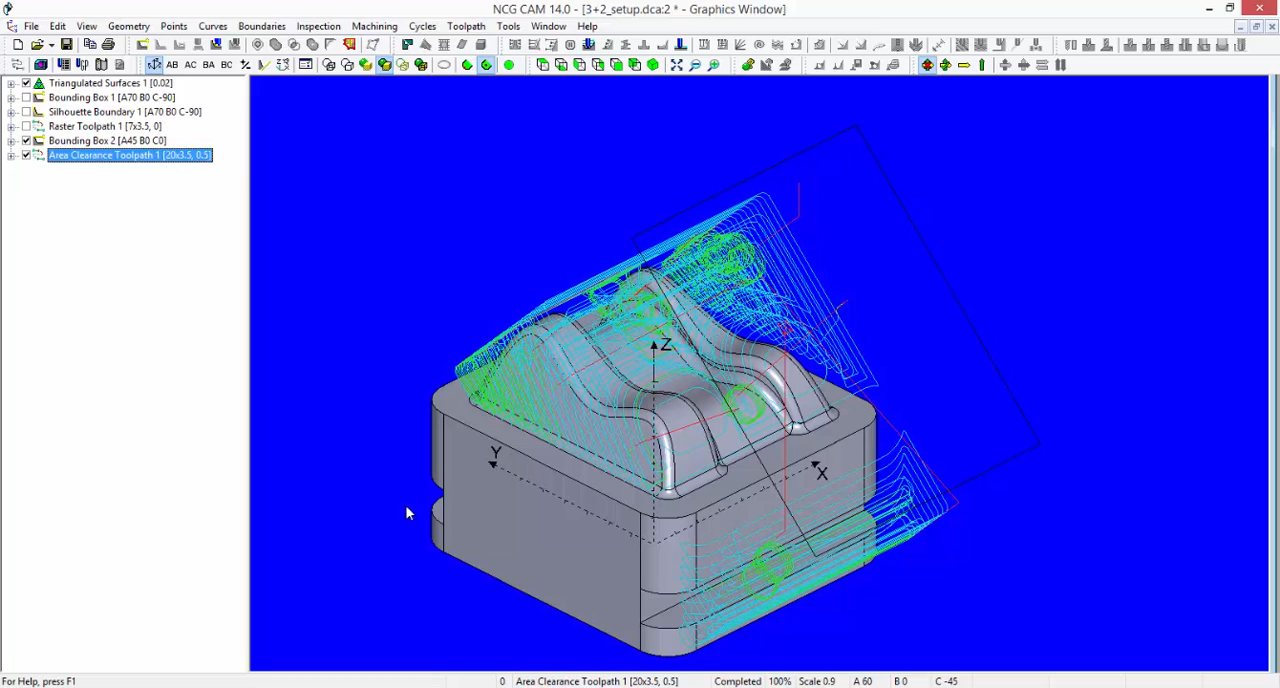 NCG CAM 14.0 - [3+2_setup.dca:2 * - Graphics Window]
File Edit View Geometry Points Curves Boundaries Inspection Machining Cycles Toolpath Tools Window Help
AB AC BA BC
Triangulated Surfaces 1 [0.02]
Bounding Box 1 [A70 B0 C-90]
Silhouette Boundary 1 [A70 B0 C-90]
Raster Toolpath 1 [7x3.5, 0]
Bounding Box 2 [A45 B0 C0]
Area Clearance Toolpath 1 [20x3.5, 0.5]
Z
Y
X
For Help, press F1 0 Area Clearance Toolpath 1 [20x3.5, 0.5] Completed 100% Scale 0.9 A 60 B 0 C -45